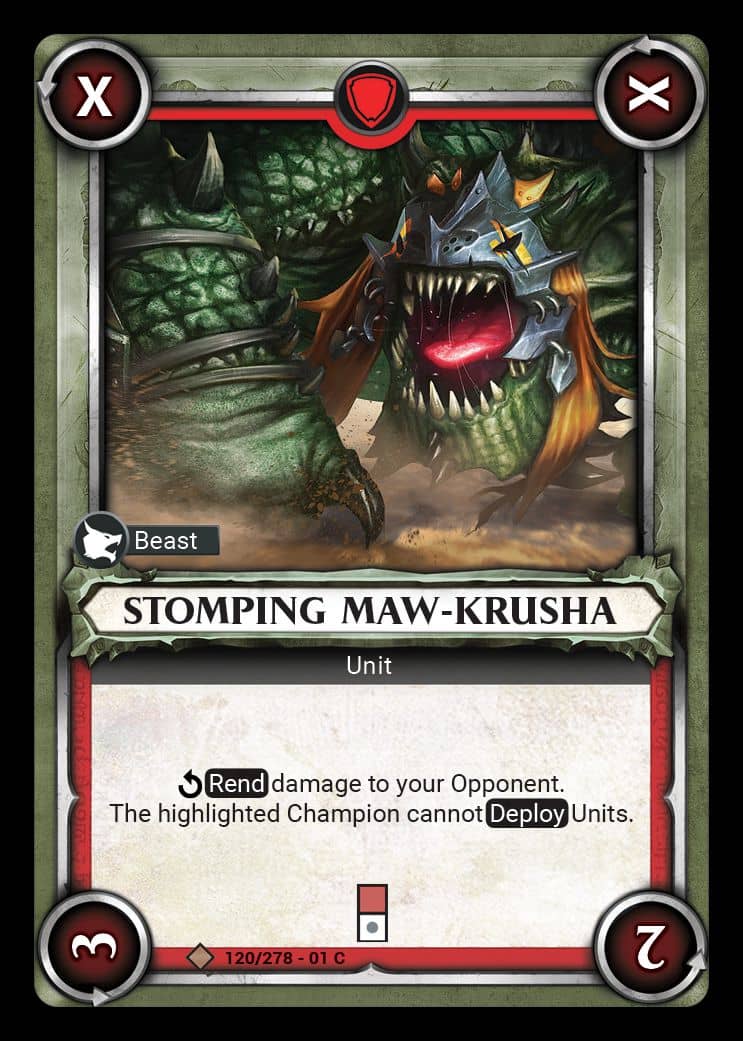 X
X
Beast
STOMPING MAW-KRUSHA
Unit
Rend damage to your Opponent.
The highlighted Champion cannot Deploy Units.
3
120/278 - 01 C
2